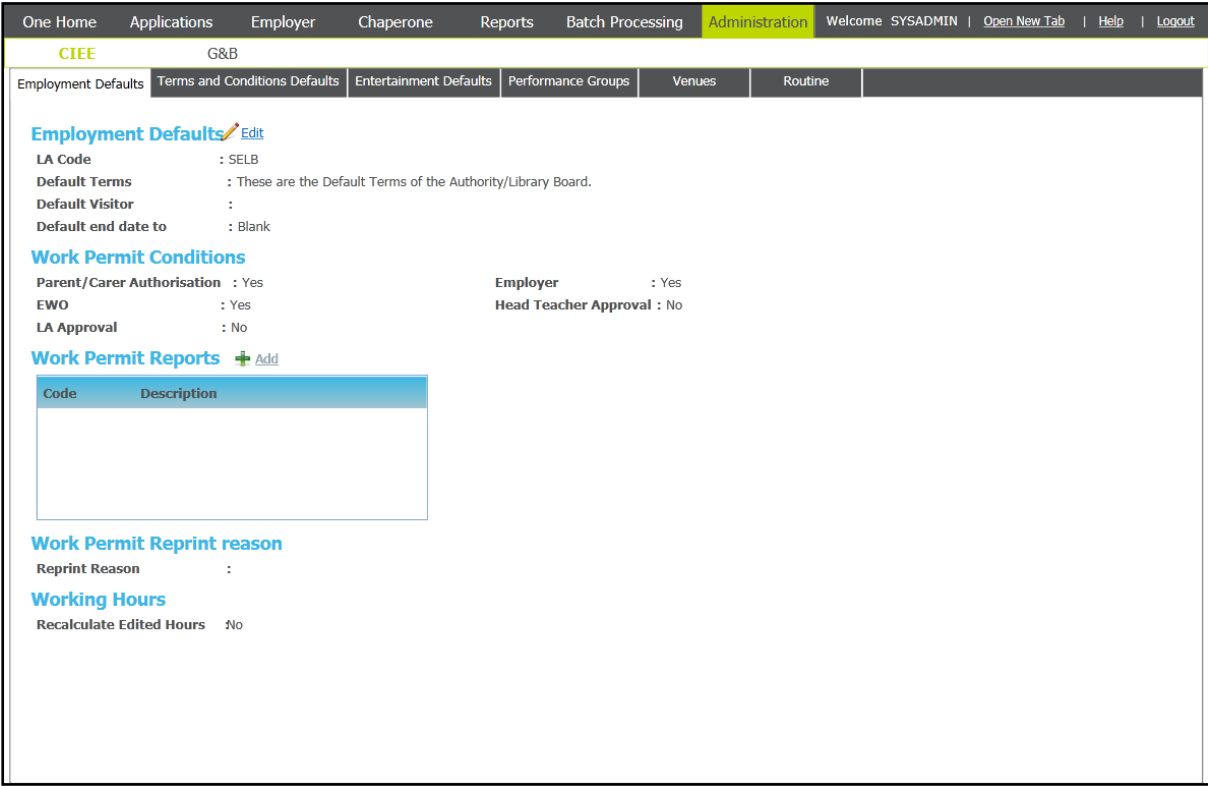 One Home Applications Employer Chaperone Reports Batch Processing Administration Welcome SYSADMIN | Open New Tab | Help | Logout
CIEE G&B
Employment Defaults Terms and Conditions Defaults Entertainment Defaults Performance Groups Venues Routine
Employment Defaults Edit
LA Code : SELB
Default Terms : These are the Default Terms of the Authority/Library Board.
Default Visitor :
Default end date to : Blank
Work Permit Conditions
Parent/Carer Authorisation : Yes Employer : Yes
EWO : Yes Head Teacher Approval : No
LA Approval : No
Work Permit Reports Add
Code Description
Work Permit Reprint reason
Reprint Reason :
Working Hours
Recalculate Edited Hours :No